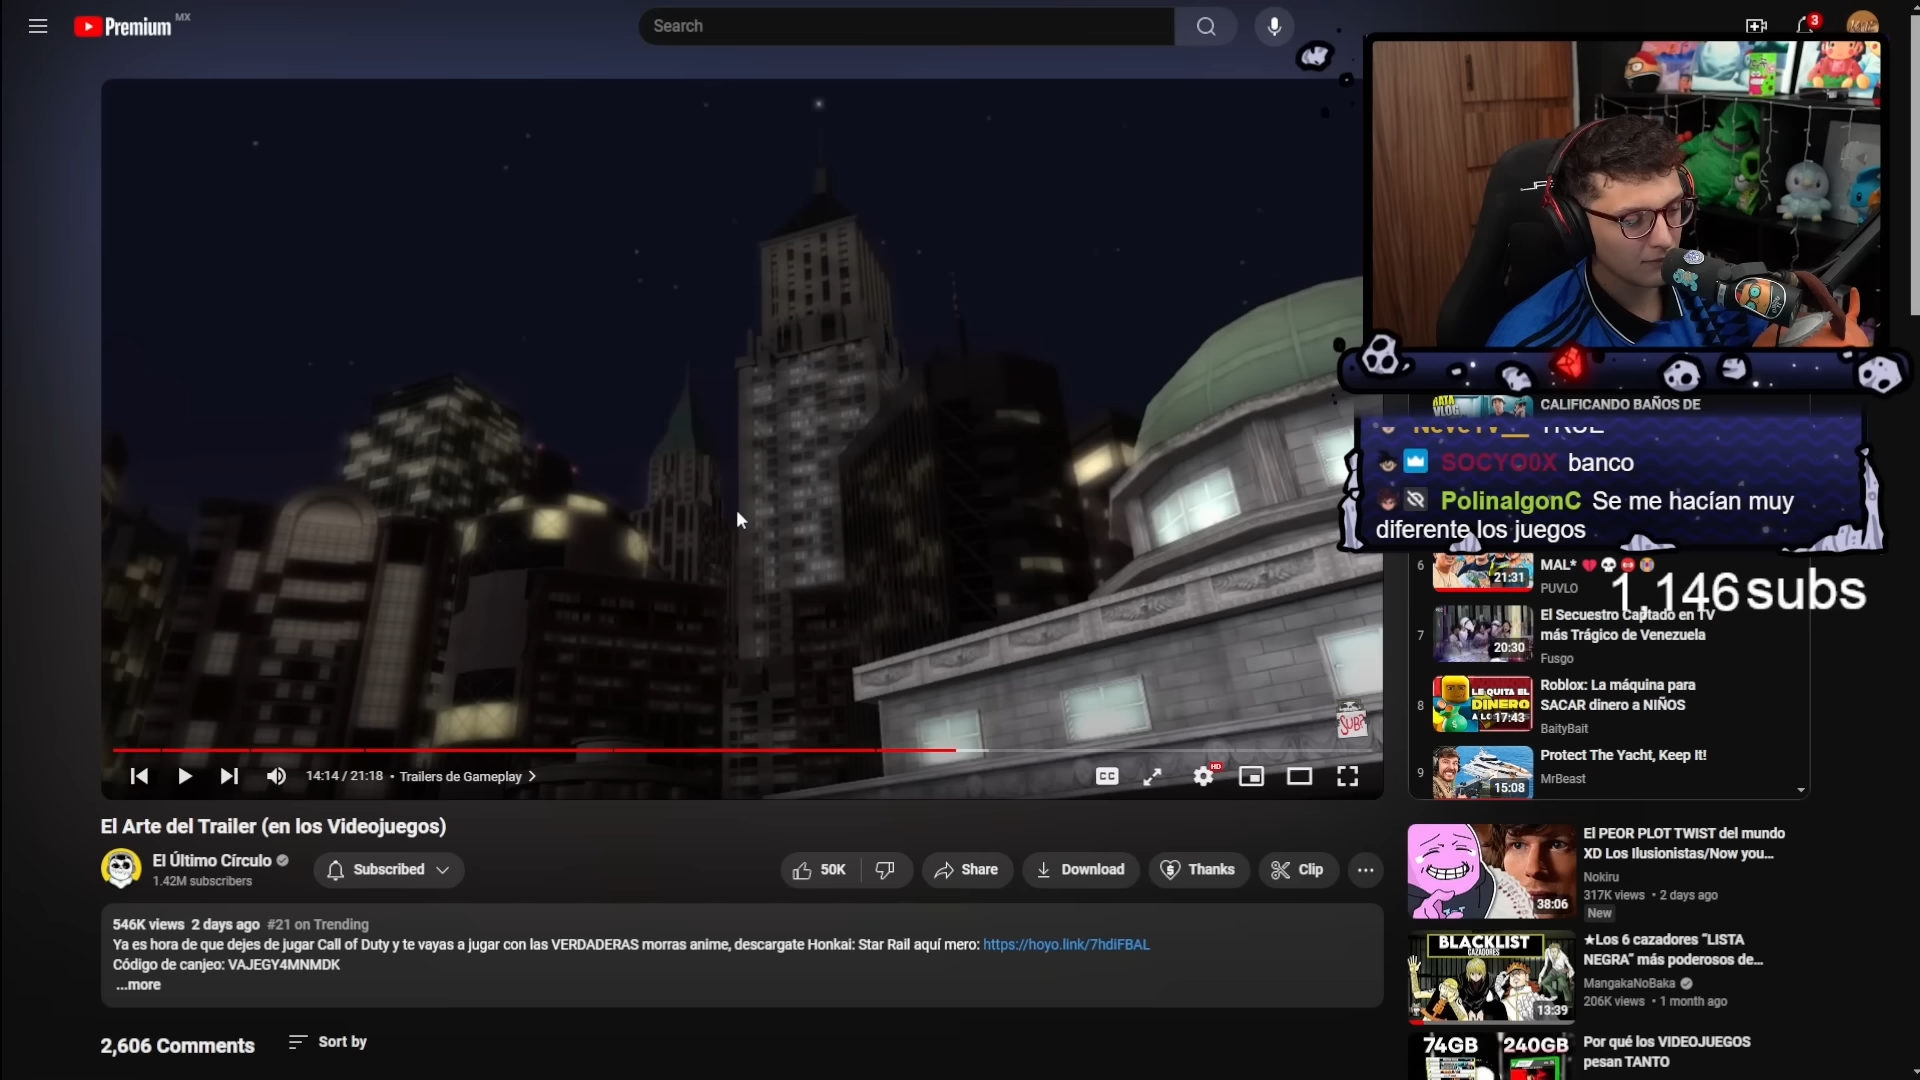 Premium MX
Search
3
CALIFICANDO BAÑOS DE
NeveTV__ TRUE
SOCYO0X banco
PolinalgonC Se me hacían muy
diferente los juegos
6
21:31
MAL*
PUVLO
1,146 subs
7
20:30
El Secuestro Captado en TV
más Trágico de Venezuela
Fusgo
8
LE QUITA EL
DINERO
17:43
Roblox: La máquina para
SACAR dinero a NIÑOS
BaityBait
9
15:08
Protect The Yacht, Keep It!
MrBeast
SUB?
14:14 / 21:18 • Trailers de Gameplay
CC
HD
El Arte del Trailer (en los Videojuegos)
El Último Círculo
1.42M subscribers
Subscribed
50K
Share
Download
Thanks
Clip
546K views 2 days ago #21 on Trending
Ya es hora de que dejes de jugar Call of Duty y te vayas a jugar con las VERDADERAS morras anime, descargate Honkai: Star Rail aquí mero: https://hoyo.link/7hdiFBAL
Código de canjeo: VAJEGY4MNMDK
...more
2,606 Comments
Sort by
38:06
El PEOR PLOT TWIST del mundo
XD Los Ilusionistas/Now you...
Nokiru
317K views • 2 days ago
New
BLACKLIST
CAZADORES
13:39
★Los 6 cazadores “LISTA
NEGRA” más poderosos de...
MangakaNoBaka
206K views • 1 month ago
74GB
240GB
Por qué los VIDEOJUEGOS
pesan TANTO